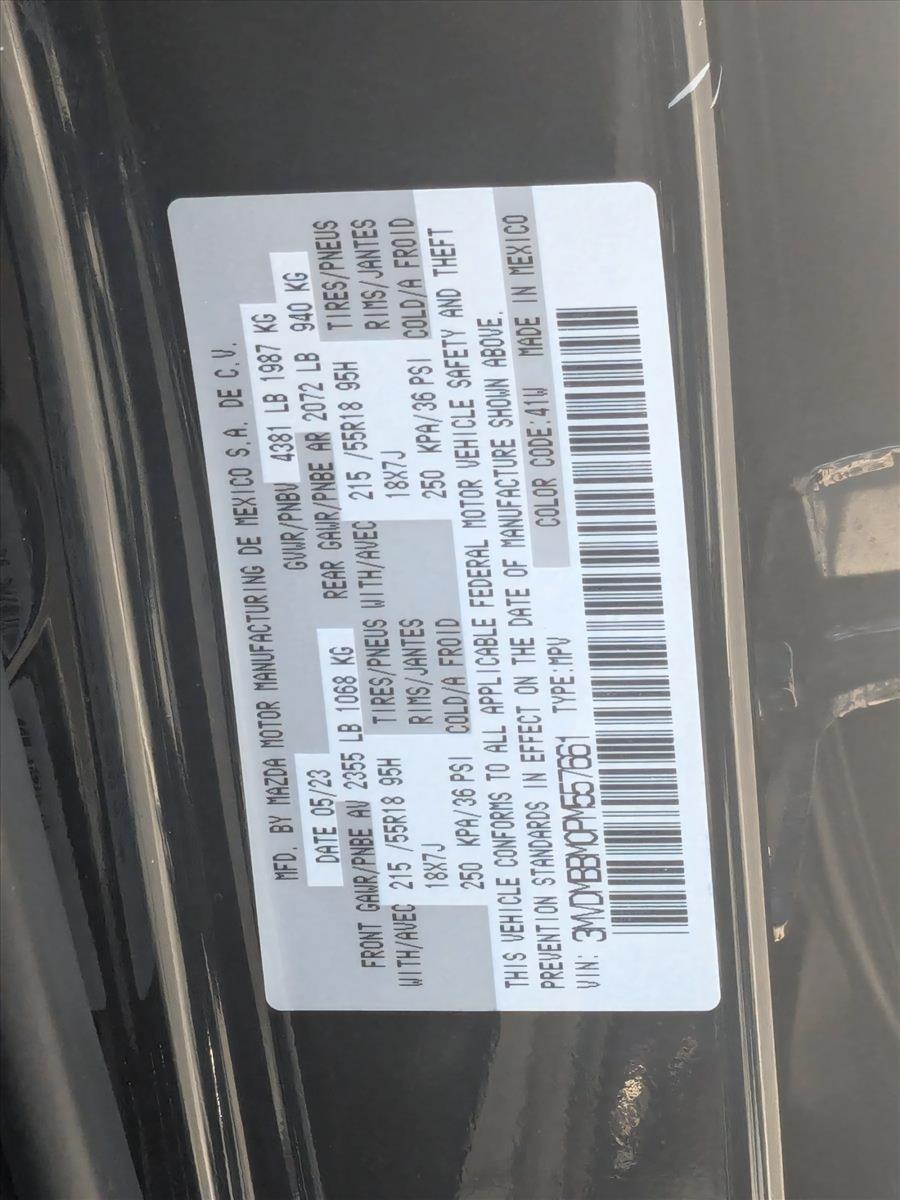 MFD. BY MAZDA MOTOR MANUFACTURING DE MEXICO S.A. DE C.V.
DATE 05/23 GVWR/PNBV 4381 LB 1987 KG
FRONT GAWR/PNBE AV 2355 LB 1068 KG REAR GAWR/PNBE AR 2072 LB 940 KG
WITH/AVEC 215 /55R18 95H TIRES/PNEUS WITH/AVEC 215 /55R18 95H TIRES/PNEUS
18X7J RIMS/JANTES 18X7J RIMS/JANTES
250 KPA/36 PSI COLD/A FROID 250 KPA/36 PSI COLD/A FROID
THIS VEHICLE CONFORMS TO ALL APPLICABLE FEDERAL MOTOR VEHICLE SAFETY AND THEFT
PREVENTION STANDARDS IN EFFECT ON THE DATE OF MANUFACTURE SHOWN ABOVE.
VIN: 3MVDMBBM0PM557661 TYPE:MPV COLOR CODE:41W MADE IN MEXICO